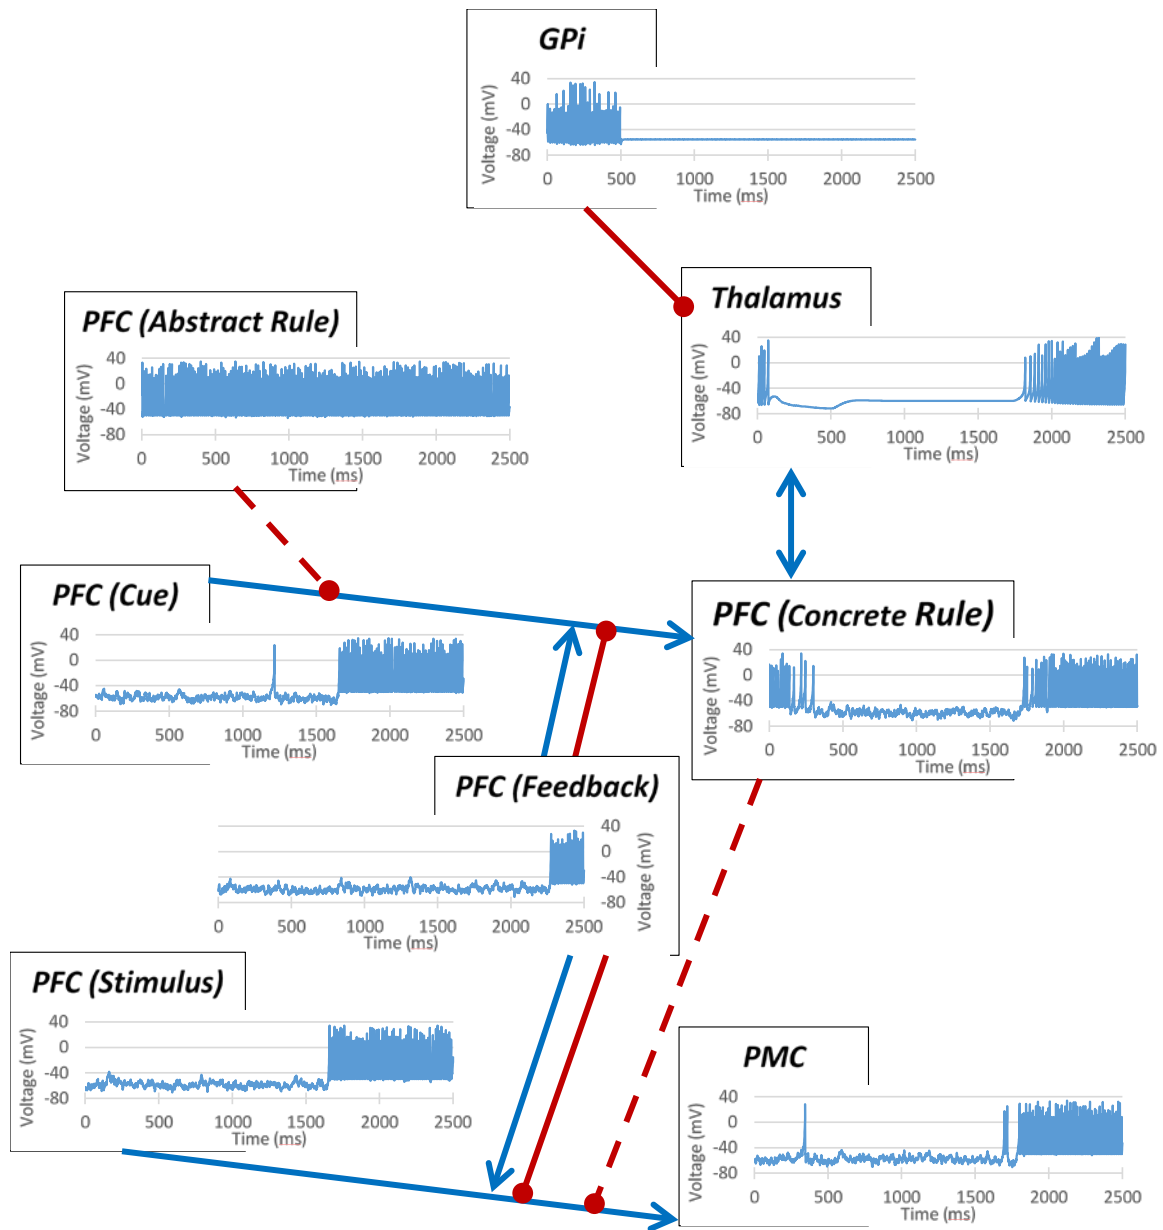 GPi
Voltage (mV)
40
0
-40
-80
0 500 1000 1500 2000 2500
Time (ms)
Thalamus
Voltage (mV)
40
0
-40
-80
0 500 1000 1500 2000 2500
Time (ms)
PFC (Abstract Rule)
Voltage (mV)
40
0
-40
-80
0 500 1000 1500 2000 2500
Time (ms)
PFC (Cue)
Voltage (mV)
40
0
-40
-80
0 500 1000 1500 2000 2500
Time (ms)
PFC (Concrete Rule)
Voltage (mV)
40
0
-40
-80
0 500 1000 1500 2000 2500
Time (ms)
PFC (Feedback)
40
0
-40
-80
Voltage (mV)
0 500 1000 1500 2000 2500
Time (ms)
PFC (Stimulus)
Voltage (mV)
40
0
-40
-80
0 500 1000 1500 2000 2500
Time (ms)
PMC
Voltage (mV)
40
0
-40
-80
0 500 1000 1500 2000 2500
Time (ms)